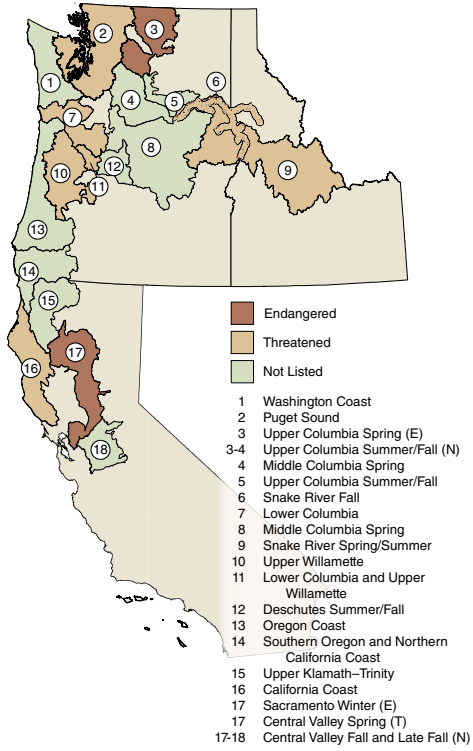 3
2
6
1
4
5
7
8
12
10
9
11
13
14
15
17
16
18
Endangered
Threatened
Not Listed
1 Washington Coast
2 Puget Sound
3 Upper Columbia Spring (E)
3-4 Upper Columbia Summer/Fall (N)
4 Middle Columbia Spring
5 Upper Columbia Summer/Fall
6 Snake River Fall
7 Lower Columbia
8 Middle Columbia Spring
9 Snake River Spring/Summer
10 Upper Willamette
11 Lower Columbia and Upper
Willamette
12 Deschutes Summer/Fall
13 Oregon Coast
14 Southern Oregon and Northern
California Coast
15 Upper Klamath–Trinity
16 California Coast
17 Sacramento Winter (E)
17 Central Valley Spring (T)
17-18 Central Valley Fall and Late Fall (N)